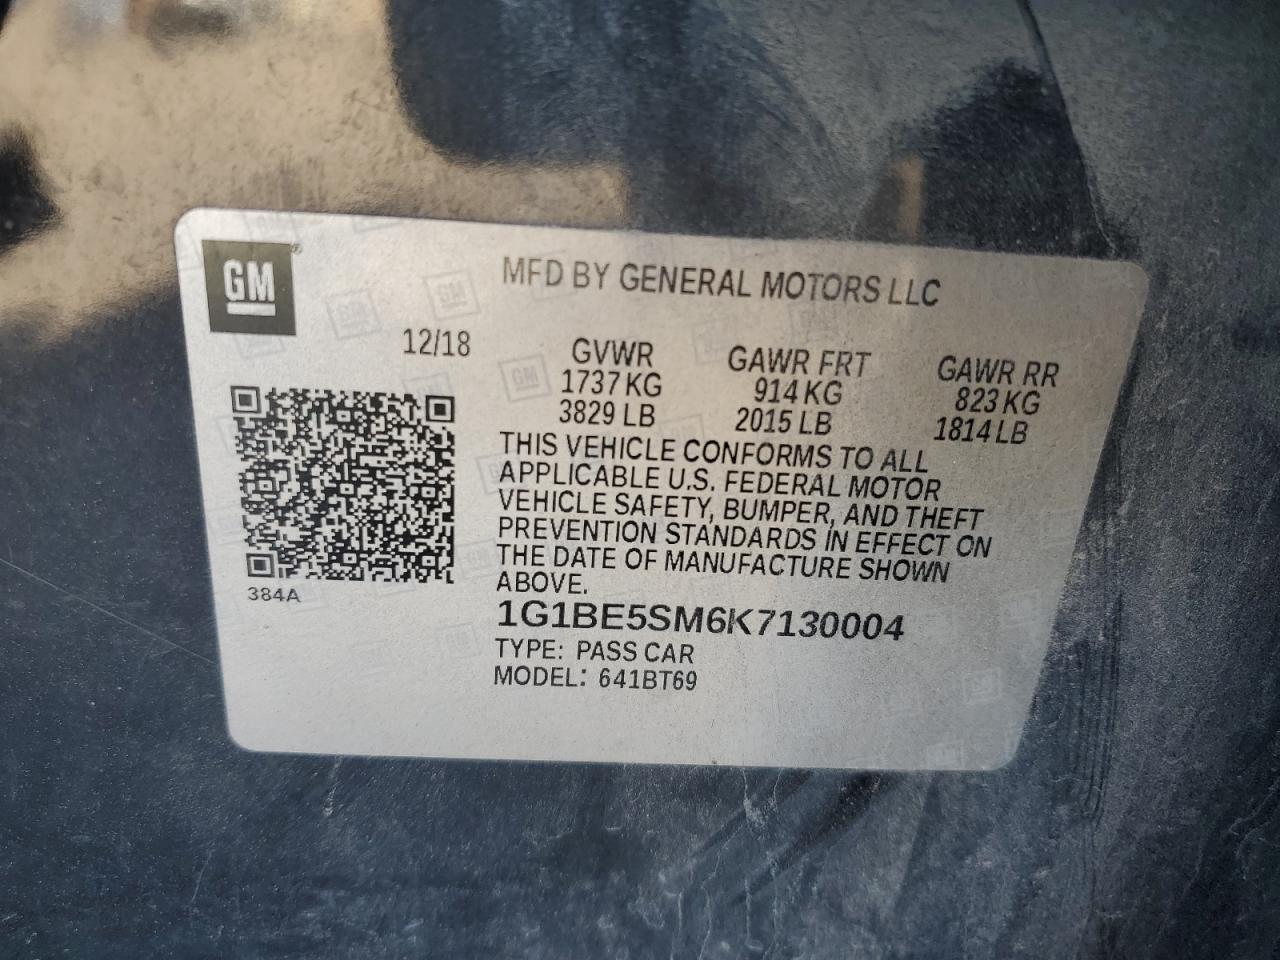 GM
MFD BY GENERAL MOTORS LLC
12/18
GVWR
1737 KG
3829 LB
GAWR FRT
914 KG
2015 LB
GAWR RR
823 KG
1814 LB
THIS VEHICLE CONFORMS TO ALL
APPLICABLE U.S. FEDERAL MOTOR
VEHICLE SAFETY, BUMPER, AND THEFT
PREVENTION STANDARDS IN EFFECT ON
THE DATE OF MANUFACTURE SHOWN
ABOVE.
384A
1G1BE5SM6K7130004
TYPE: PASS CAR
MODEL: 641BT69